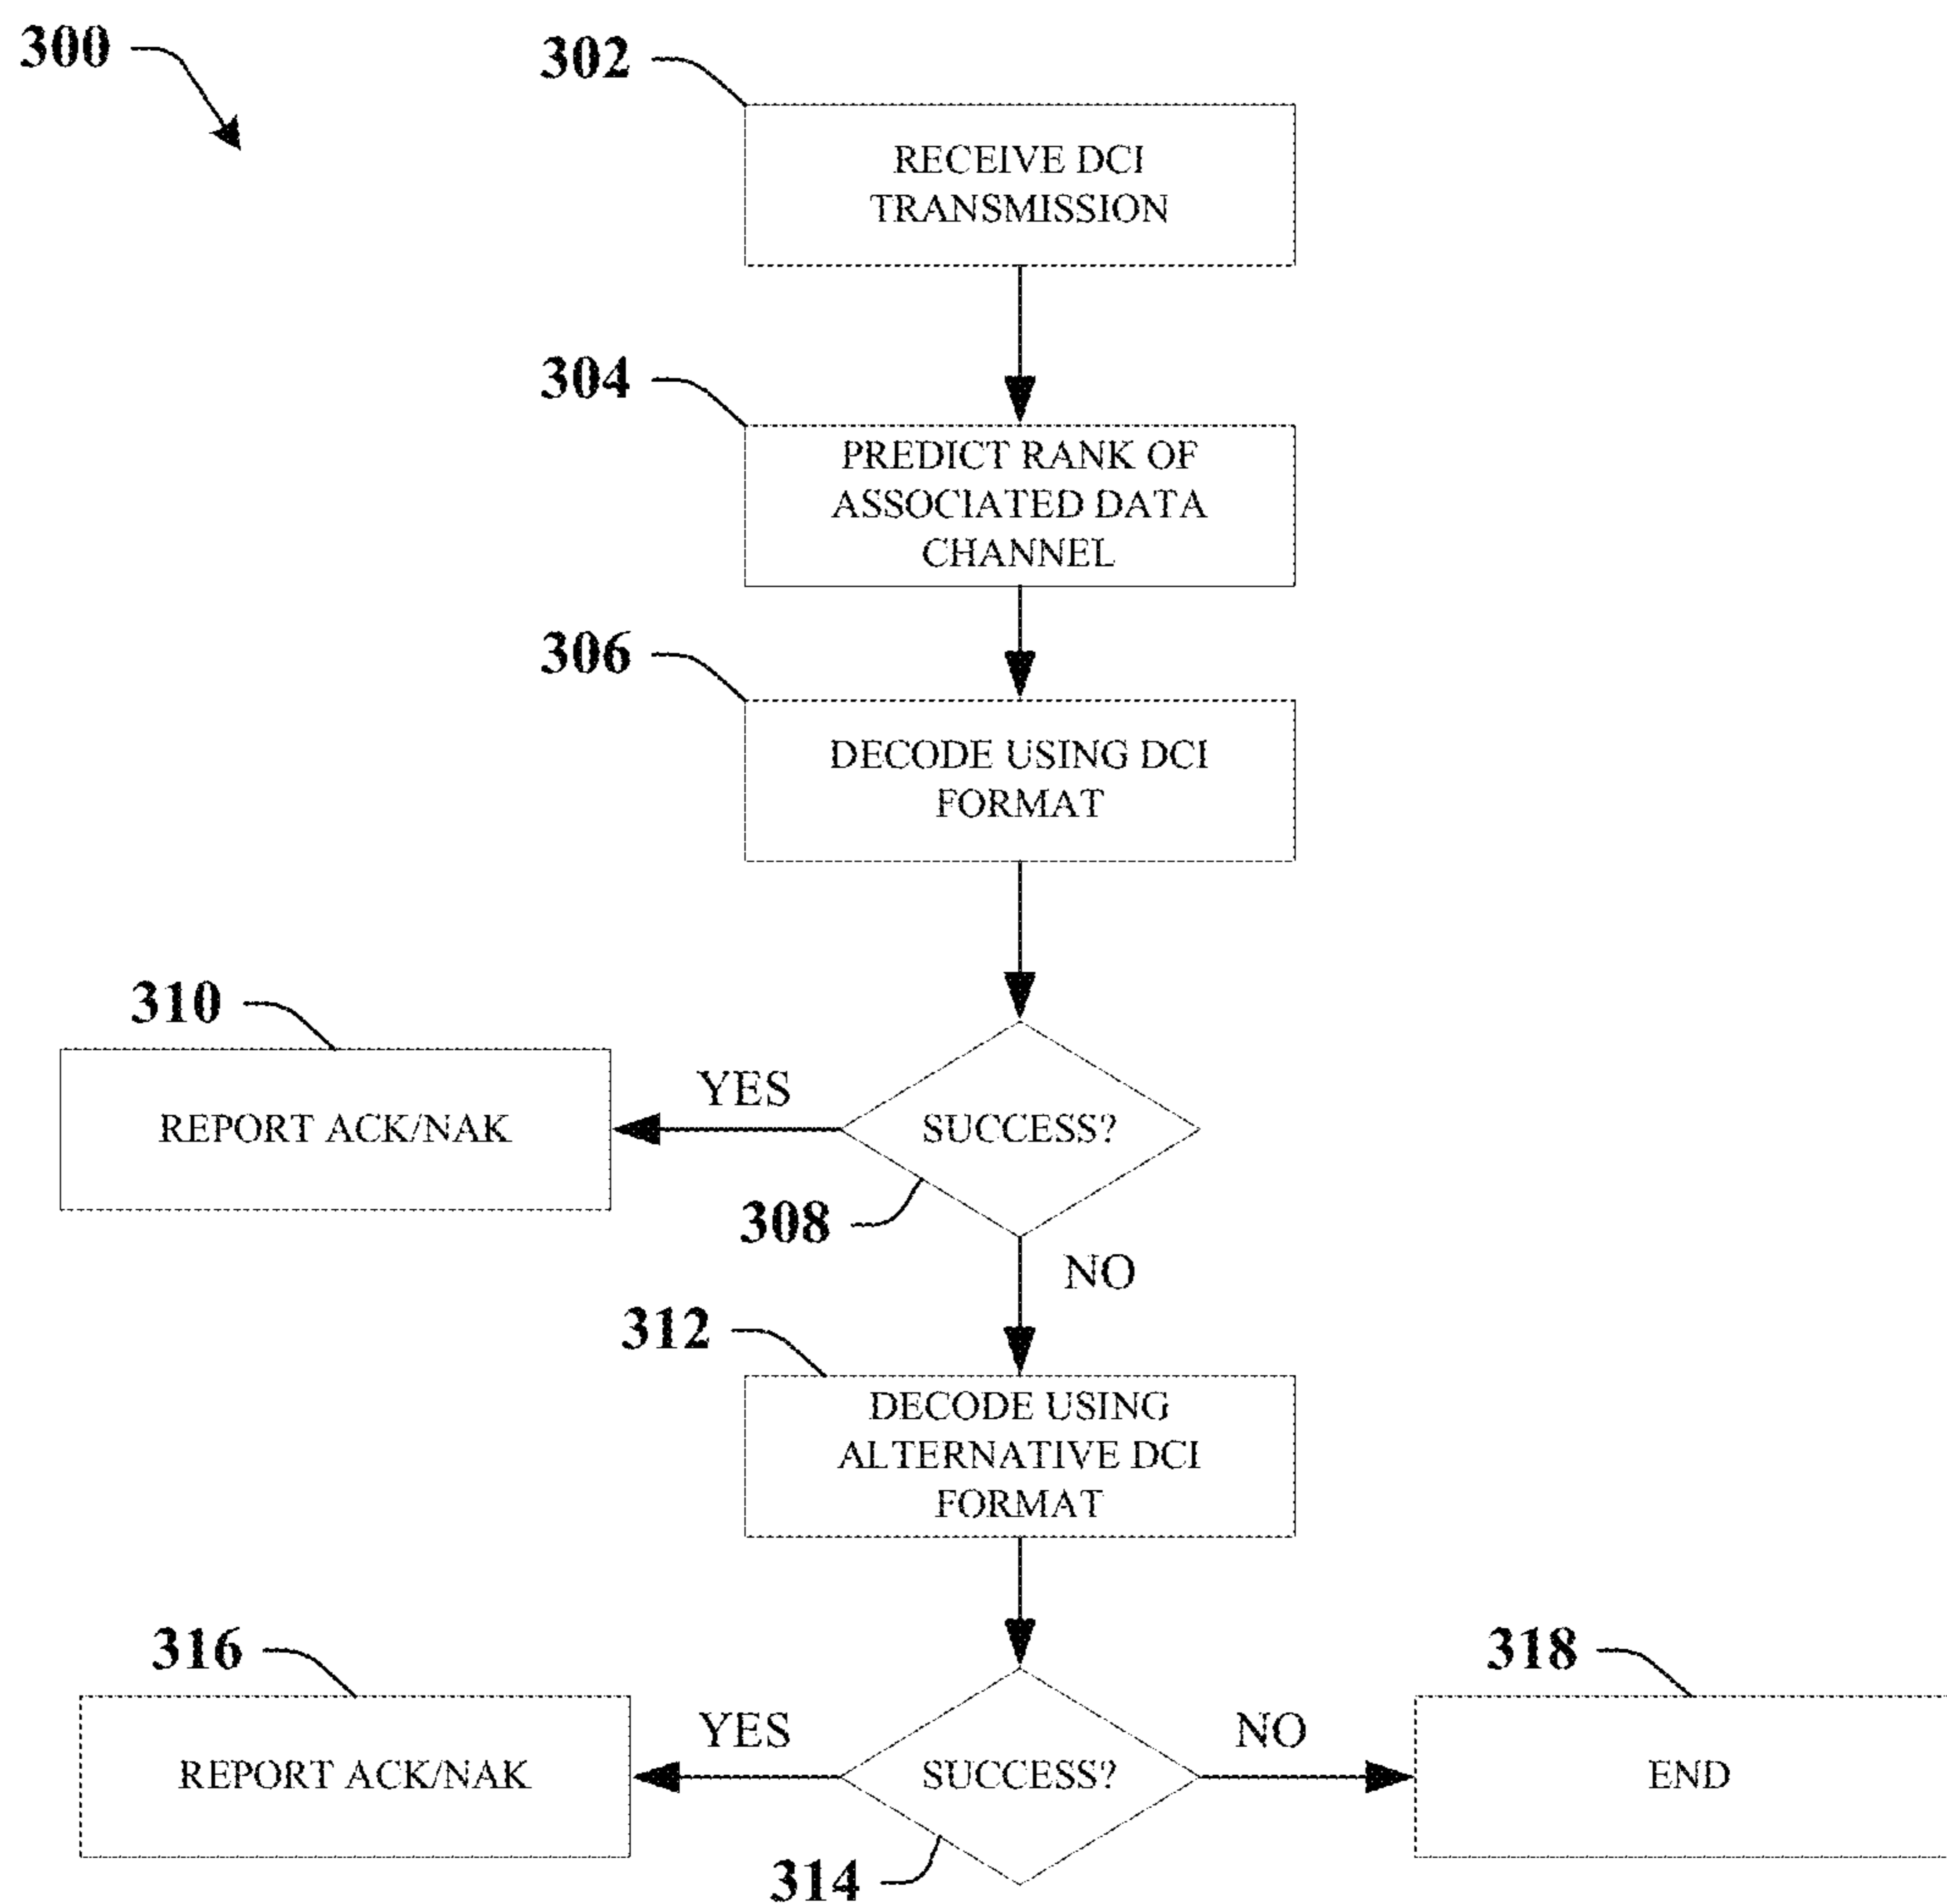 300
302
RECEIVE DCI
TRANSMISSION
304
PREDICT RANK OF
ASSOCIATED DATA
CHANNEL
306
DECODE USING DCI
FORMAT
310
REPORT ACK/NAK
YES
SUCCESS?
308
NO
312
DECODE USING
ALTERNATIVE DCI
FORMAT
316
REPORT ACK/NAK
YES
SUCCESS?
314
NO
318
END